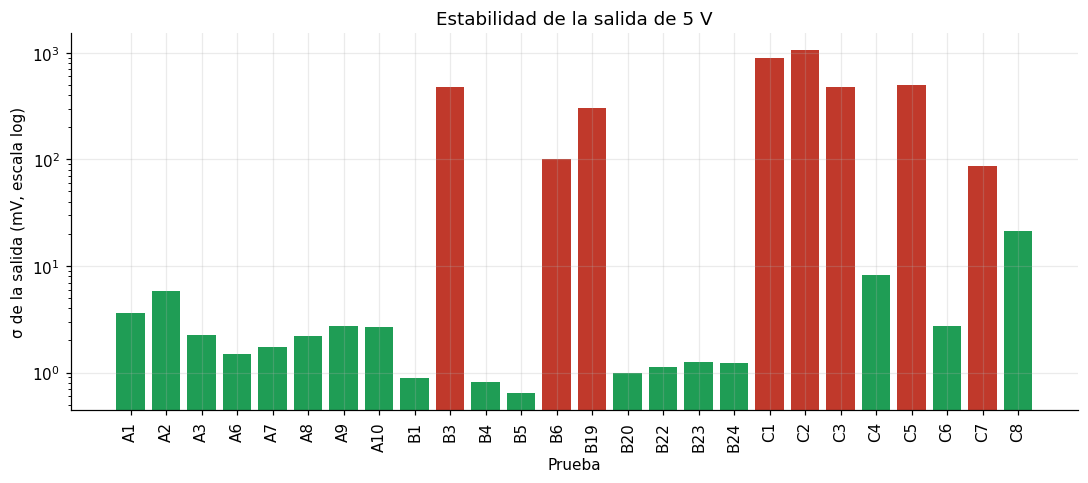 Estabilidad de la salida de 5 V
σ de la salida (mV, escala log)
10³
10²
10¹
10⁰
A1 A2 A3 A6 A7 A8 A9 A10 B1 B3 B4 B5 B6 B19 B20 B22 B23 B24 C1 C2 C3 C4 C5 C6 C7 C8
Prueba